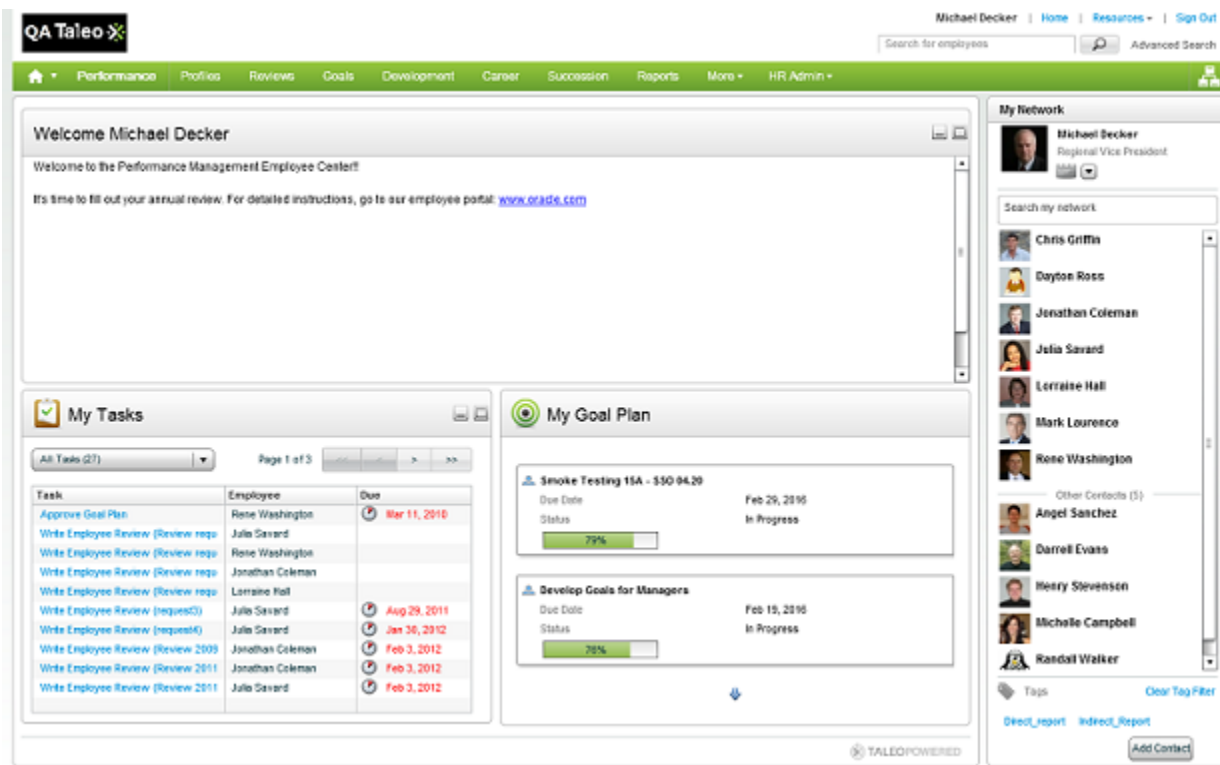 QA Taleo
Michael Decker | Home | Resources | Sign Out
Search for employees
Advanced Search
Performance Profiles Reviews Goals Development Career Succession Reports More HR Admin
Welcome Michael Decker
Welcome to the Performance Management Employee Center!!
It's time to fill out your annual review. For detailed instructions, go to our employee portal: www.oracle.com
My Tasks
All Tasks (27)
Page 1 of 3 << < > >>
Task Employee Due
Approve Goal Plan Rene Washington Mar 11, 2010
Write Employee Review (Review requ Julia Savard
Write Employee Review (Review requ Rene Washington
Write Employee Review (Review requ Jonathan Coleman
Write Employee Review (Review requ Lorraine Hall
Write Employee Review (request3) Julia Savard Aug 29, 2011
Write Employee Review (request4) Julia Savard Jan 30, 2012
Write Employee Review (Review 2009 Jonathan Coleman Feb 3, 2012
Write Employee Review (Review 2011 Jonathan Coleman Feb 3, 2012
Write Employee Review (Review 2011 Julia Savard Feb 3, 2012
My Goal Plan
Smoke Testing 15A - SSO 04.20
Due Date Feb 29, 2016
Status In Progress
79%
Develop Goals for Managers
Due Date Feb 19, 2016
Status In Progress
76%
TALEOPOWERED
My Network
Michael Decker
Regional Vice President
Search my network
Chris Griffin
Dayton Ross
Jonathan Coleman
Julia Savard
Lorraine Hall
Mark Laurence
Rene Washington
Other Contacts (5)
Angel Sanchez
Darrell Evans
Henry Stevenson
Michelle Campbell
Randall Walker
Tags Clear Tag Filter
Direct_report Indirect_Report
Add Contact